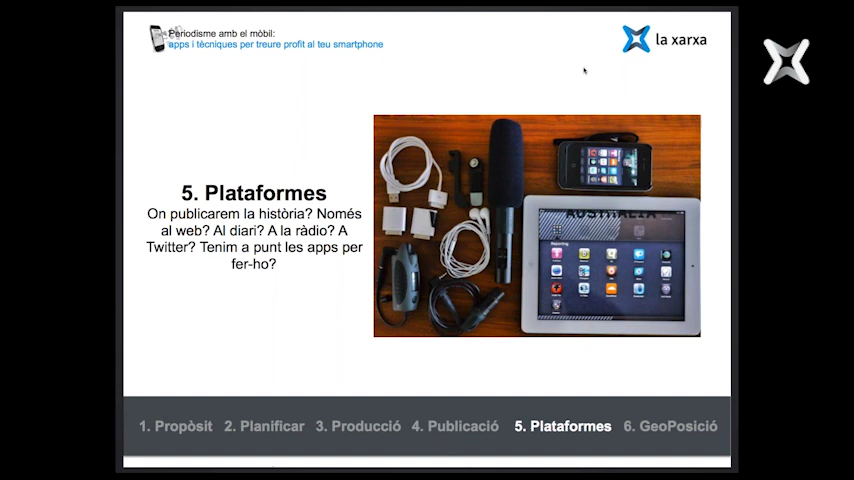 Periodisme amb el mòbil:
apps i tècniques per treure profit al teu smartphone
la xarxa
5. Plataformes
On publicarem la història? Només
al web? Al diari? A la ràdio? A
Twitter? Tenim a punt les apps per
fer-ho?
AUSTRALIA
Reporting
1. Propòsit 2. Planificar 3. Producció 4. Publicació 5. Plataformes 6. GeoPosició